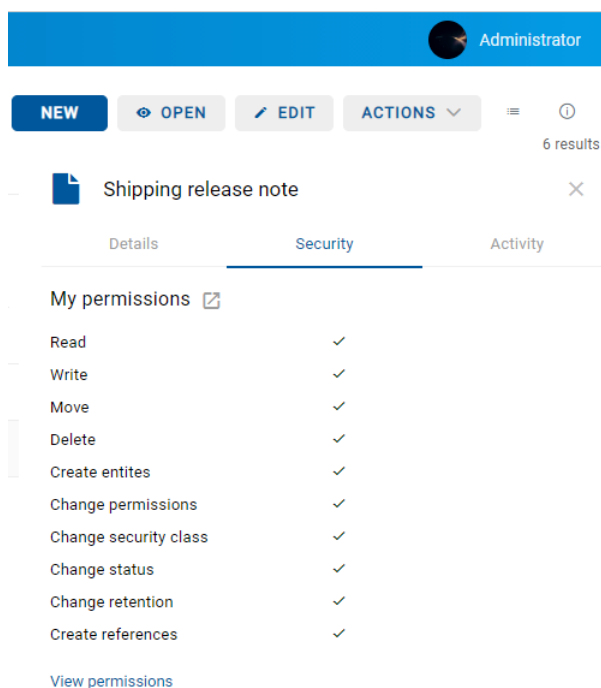 Administrator
NEW OPEN EDIT ACTIONS
6 results
Shipping release note
Details Security Activity
My permissions
Read
Write
Move
Delete
Create entites
Change permissions
Change security class
Change status
Change retention
Create references
View permissions